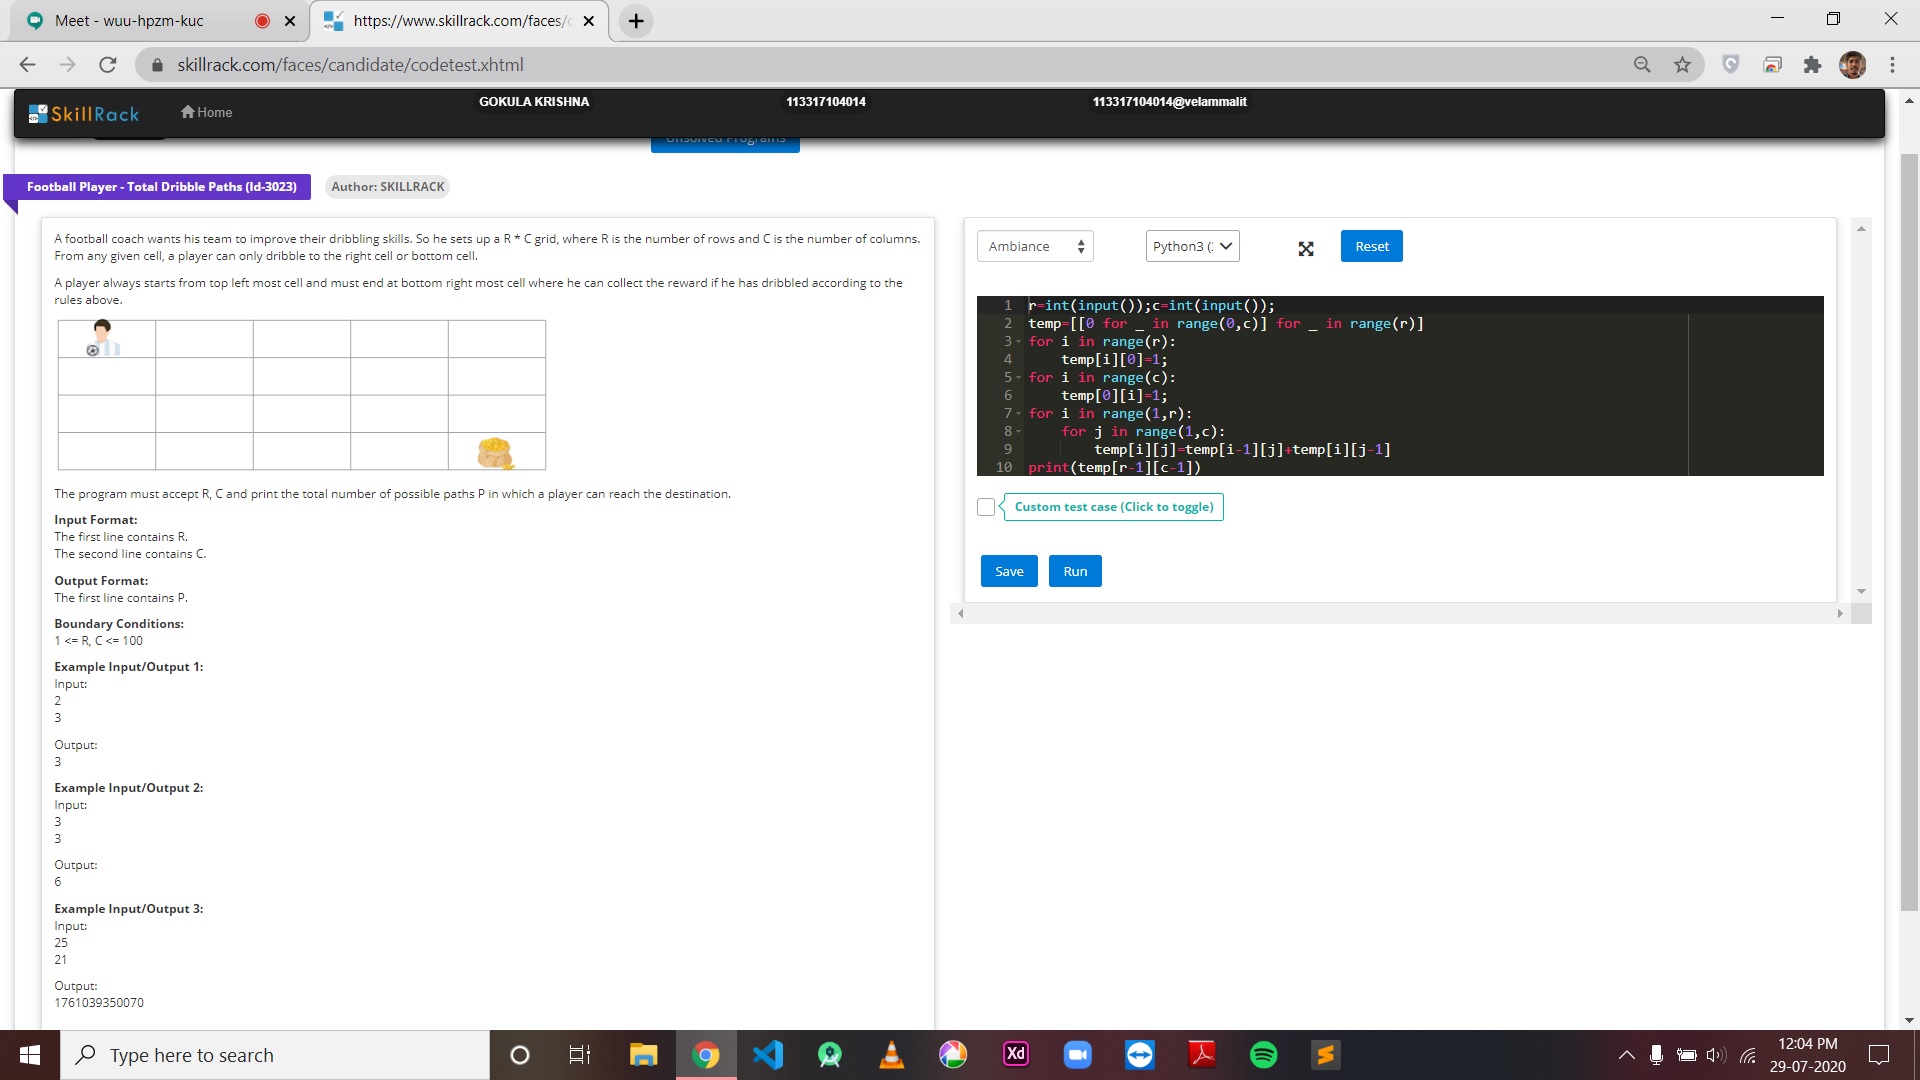 Meet - wuu-hpzm-kuc
https://www.skillrack.com/faces/c
skillrack.com/faces/candidate/codetest.xhtml
SkillRack
Home
GOKULA KRISHNA
113317104014
113317104014@velammalit
Unsolved Programs
Football Player - Total Dribble Paths (Id-3023)
Author: SKILLRACK
A football coach wants his team to improve their dribbling skills. So he sets up a R * C grid, where R is the number of rows and C is the number of columns.
From any given cell, a player can only dribble to the right cell or bottom cell.
A player always starts from top left most cell and must end at bottom right most cell where he can collect the reward if he has dribbled according to the
rules above.
The program must accept R, C and print the total number of possible paths P in which a player can reach the destination.
Input Format:
The first line contains R.
The second line contains C.
Output Format:
The first line contains P.
Boundary Conditions:
1 <= R, C <= 100
Example Input/Output 1:
Input:
2
3
Output:
3
Example Input/Output 2:
Input:
3
3
Output:
6
Example Input/Output 3:
Input:
25
21
Output:
1761039350070
Ambiance
Python3 (:
Reset
1 r=int(input());c=int(input());
2 temp=[[0 for _ in range(0,c)] for _ in range(r)]
3 for i in range(r):
4 temp[i][0]=1;
5 for i in range(c):
6 temp[0][i]=1;
7 for i in range(1,r):
8 for j in range(1,c):
9 temp[i][j]=temp[i-1][j]+temp[i][j-1]
10 print(temp[r-1][c-1])
Custom test case (Click to toggle)
Save
Run
Type here to search
Xd
12:04 PM
29-07-2020